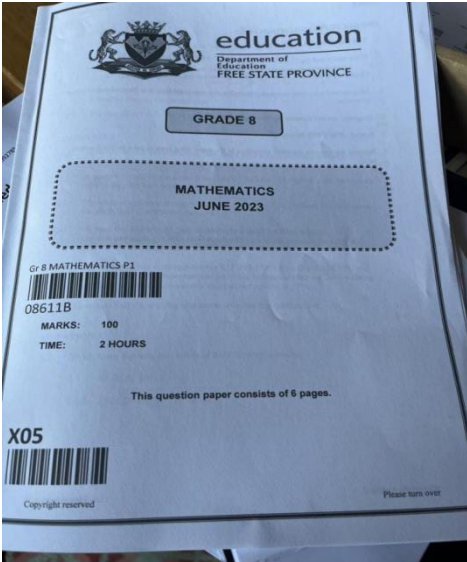 education
Department of
Education
FREE STATE PROVINCE
GRADE 8
MATHEMATICS
JUNE 2023
Gr 8 MATHEMATICS P1
08611B
MARKS: 100
TIME: 2 HOURS
This question paper consists of 6 pages.
X05
Copyright reserved
Please turn over